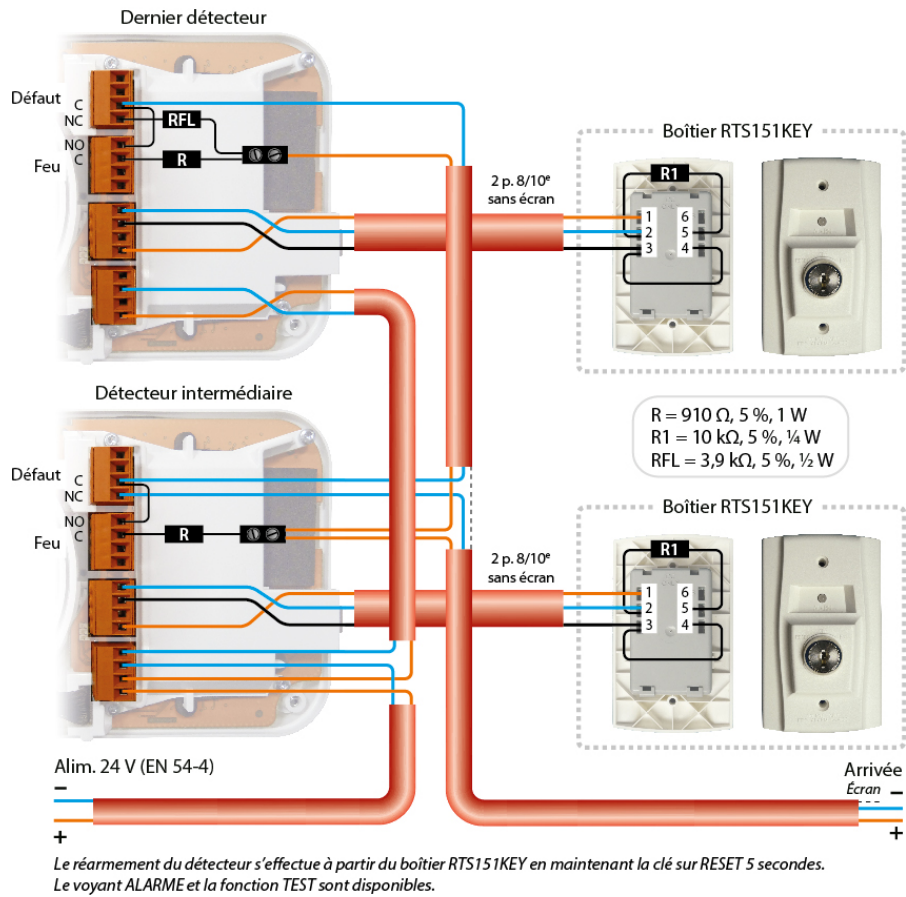 Dernier détecteur
Défaut
C
NC
RFL
NO
C
Feu
R
Boîtier RTS151KEY
2 p. 8/10e
sans écran
R1
1 6
2 5
3 4
Détecteur intermédiaire
R = 910 Ω, 5 %, 1 W
R1 = 10 kΩ, 5 %, ¼ W
RFL = 3,9 kΩ, 5 %, ½ W
Défaut
C
NC
NO
C
Feu
R
Boîtier RTS151KEY
2 p. 8/10e
sans écran
R1
1 6
2 5
3 4
Alim. 24 V (EN 54-4)
–
+
Arrivée
Écran
–
+
Le réarmement du détecteur s’effectue à partir du boîtier RTS151KEY en maintenant la clé sur RESET 5 secondes.
Le voyant ALARME et la fonction TEST sont disponibles.